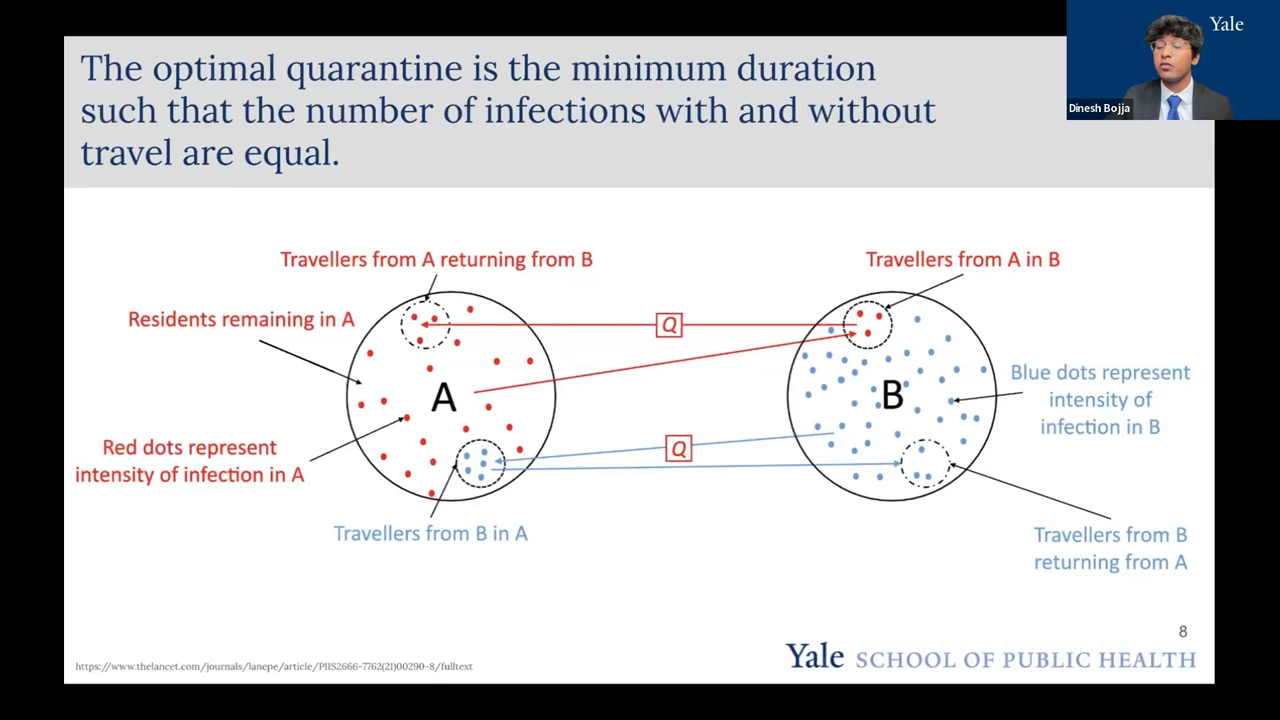 The optimal quarantine is the minimum duration
such that the number of infections with and without
travel are equal.
Yale
Dinesh Bojja
Travellers from A returning from B
Travellers from A in B
Residents remaining in A
Q
A
B
Blue dots represent
intensity of
infection in B
Red dots represent
intensity of infection in A
Q
Travellers from B in A
Travellers from B
returning from A
8
https://www.thelancet.com/journals/lanepe/article/PIIS2666-7762(21)00290-8/fulltext
Yale SCHOOL OF PUBLIC HEALTH